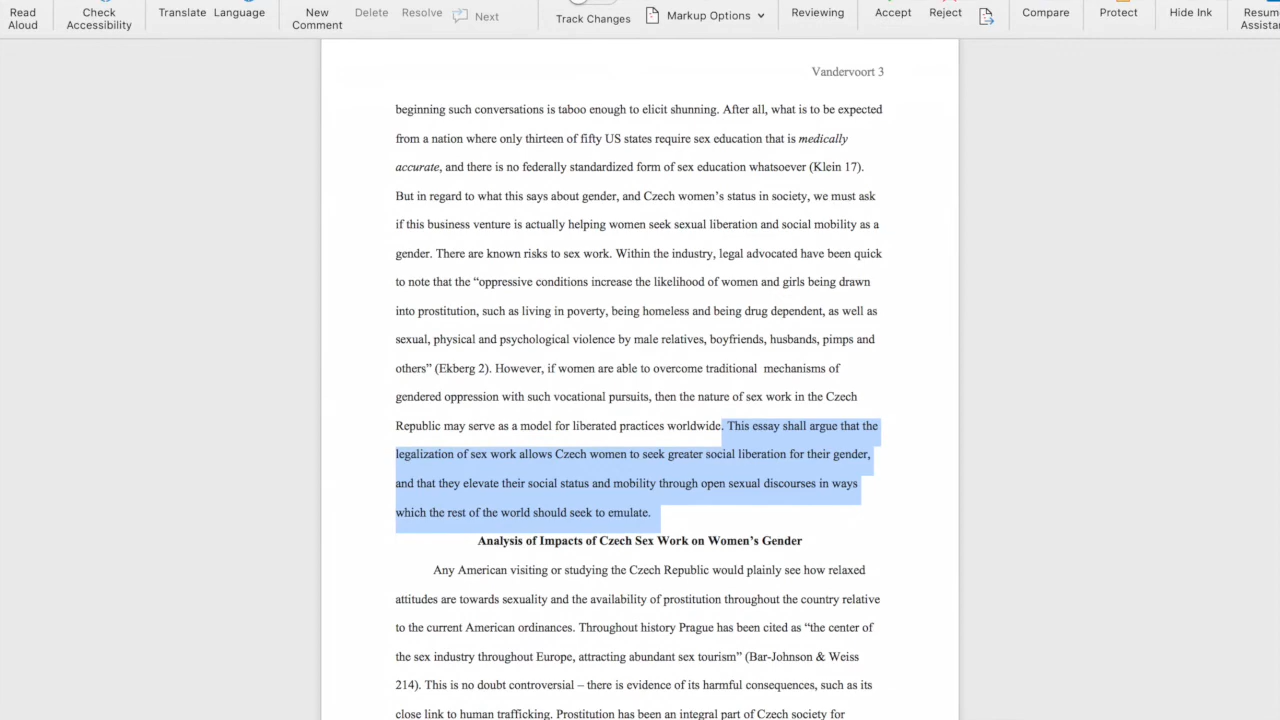 Read Aloud
Check Accessibility
Translate Language
New Comment
Delete Resolve Next
Track Changes
Markup Options
Reviewing
Accept Reject
Compare
Protect
Hide Ink
Vandervoort 3
beginning such conversations is taboo enough to elicit shunning. After all, what is to be expected
from a nation where only thirteen of fifty US states require sex education that is medically
accurate, and there is no federally standardized form of sex education whatsoever (Klein 17).
But in regard to what this says about gender, and Czech women’s status in society, we must ask
if this business venture is actually helping women seek sexual liberation and social mobility as a
gender. There are known risks to sex work. Within the industry, legal advocated have been quick
to note that the “oppressive conditions increase the likelihood of women and girls being drawn
into prostitution, such as living in poverty, being homeless and being drug dependent, as well as
sexual, physical and psychological violence by male relatives, boyfriends, husbands, pimps and
others” (Ekberg 2). However, if women are able to overcome traditional mechanisms of
gendered oppression with such vocational pursuits, then the nature of sex work in the Czech
Republic may serve as a model for liberated practices worldwide. This essay shall argue that the
legalization of sex work allows Czech women to seek greater social liberation for their gender,
and that they elevate their social status and mobility through open sexual discourses in ways
which the rest of the world should seek to emulate.
Analysis of Impacts of Czech Sex Work on Women’s Gender
Any American visiting or studying the Czech Republic would plainly see how relaxed
attitudes are towards sexuality and the availability of prostitution throughout the country relative
to the current American ordinances. Throughout history Prague has been cited as “the center of
the sex industry throughout Europe, attracting abundant sex tourism” (Bar-Johnson & Weiss
214). This is no doubt controversial – there is evidence of its harmful consequences, such as its
close link to human trafficking. Prostitution has been an integral part of Czech society for